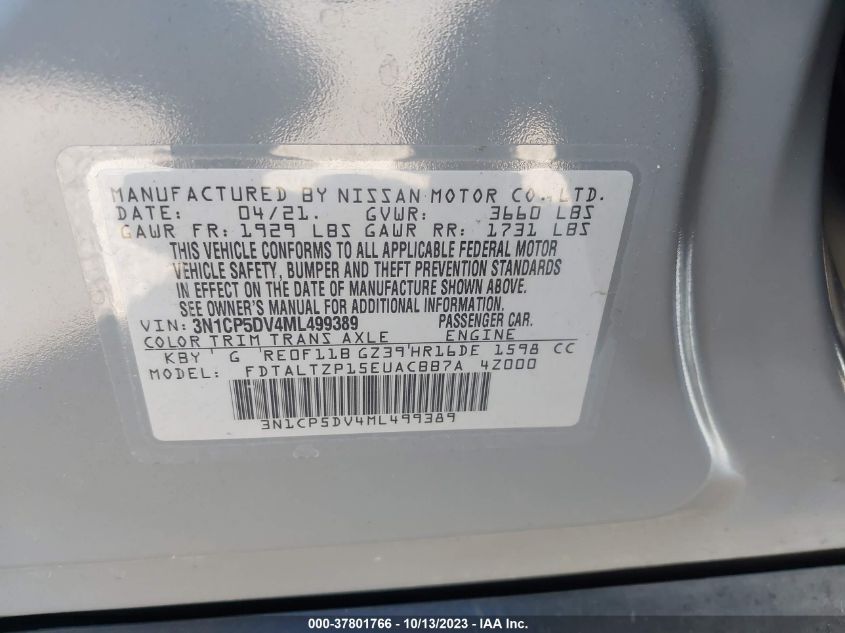 MANUFACTURED BY NISSAN MOTOR CO., LTD.
DATE: 04/21. GVWR: 3660 LBS
GAWR FR: 1929 LBS GAWR RR: 1731 LBS
THIS VEHICLE CONFORMS TO ALL APPLICABLE FEDERAL MOTOR
VEHICLE SAFETY, BUMPER AND THEFT PREVENTION STANDARDS
IN EFFECT ON THE DATE OF MANUFACTURE SHOWN ABOVE.
SEE OWNER'S MANUAL FOR ADDITIONAL INFORMATION.
VIN: 3N1CP5DV4ML499389 PASSENGER CAR.
COLOR TRIM TRANS AXLE ENGINE
KBY G RE0F11B GZ39 HR16DE 1598 CC
MODEL: FDTALTZP15EUACBB7A 4Z000
3N1CP5DV4ML499389
000-37801766 - 10/13/2023 - IAAI.com